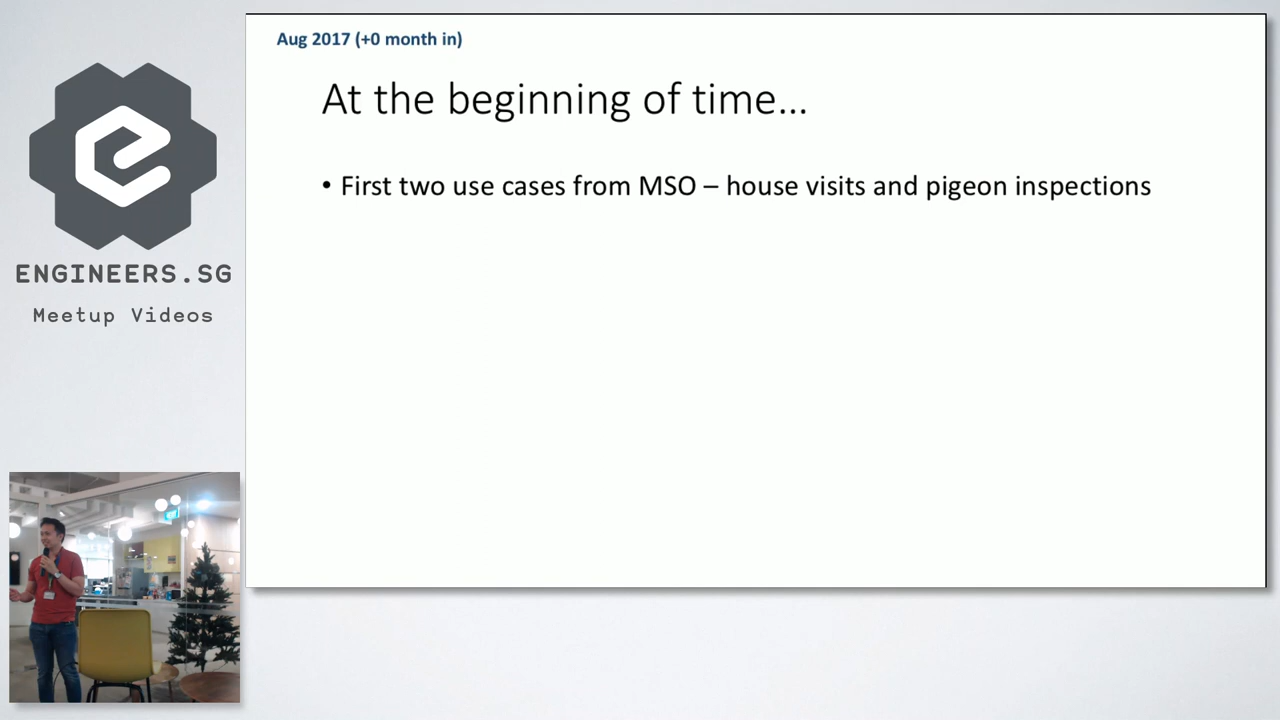 Aug 2017 (+0 month in)
At the beginning of time...
• First two use cases from MSO – house visits and pigeon inspections
ENGINEERS.SG
Meetup Videos